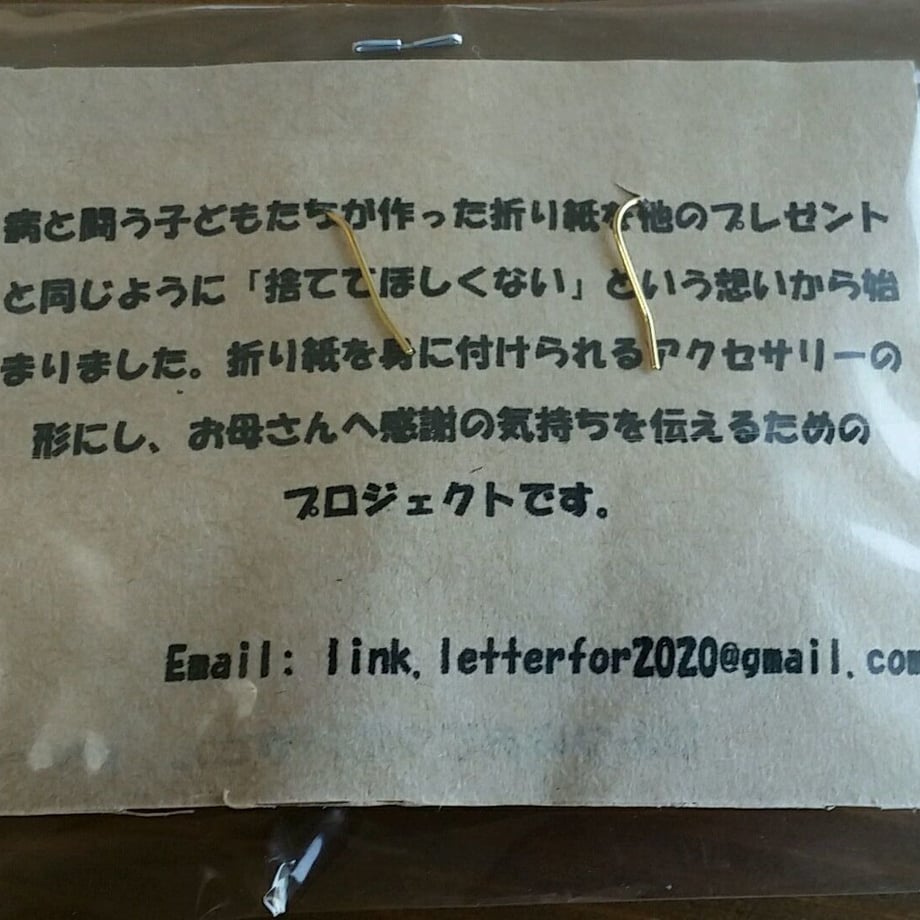 病と闘う子どもたちが作った折り紙を他のプレゼント
と同じように「捨ててほしくない」という想いから始
まりました。折り紙を身に付けられるアクセサリーの
形にし、お母さんへ感謝の気持ちを伝えるための
プロジェクトです。
Email: link.letterfor2020@gmail.com